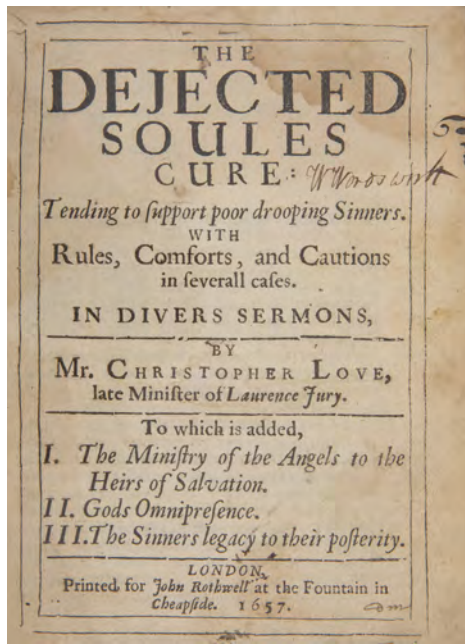 THE
DEJECTED
SOULES
CURE:
W Wordswirth
Tending to ſupport poor drooping Sinners.
WITH
Rules, Comforts, and Cautions
in ſeverall caſes.
IN DIVERS SERMONS,
BY
Mr. CHRISTOPHER LOVE,
late Miniſter of Laurence Jury.
To which is added,
I. The Miniſtry of the Angels to the
Heirs of Salvation.
II. Gods Omnipreſence.
III. The Sinners legacy to their poſterity.
LONDON,
Printed for John Rothwell at the Fountain in
Cheapſide. 1657.